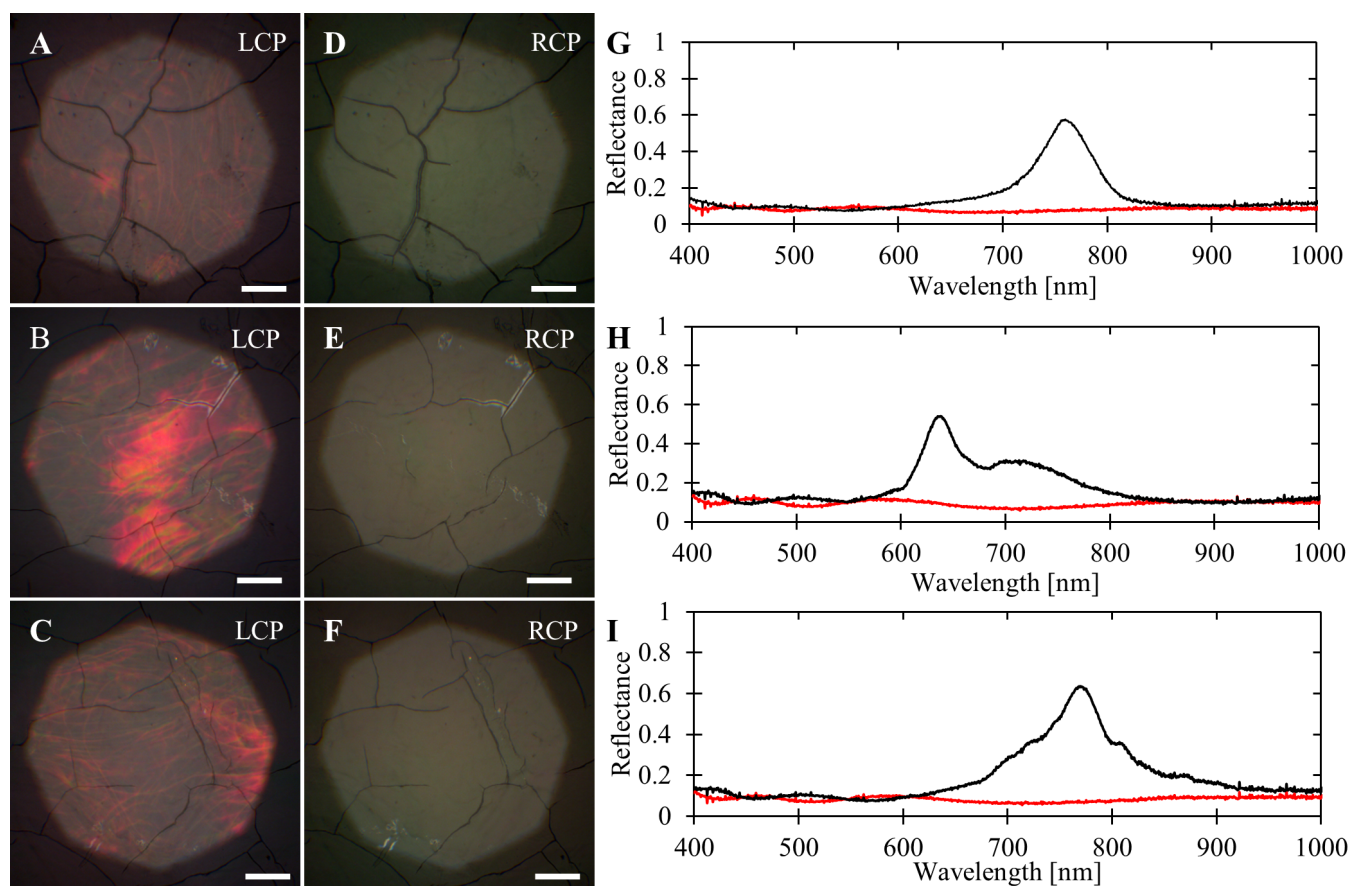 A LCP
D RCP
G
1
0.8
0.6
0.4
0.2
0
Reflectance
400 500 600 700 800 900 1000
Wavelength [nm]
B LCP
E RCP
H
1
0.8
0.6
0.4
0.2
0
Reflectance
400 500 600 700 800 900 1000
Wavelength [nm]
C LCP
F RCP
I
1
0.8
0.6
0.4
0.2
0
Reflectance
400 500 600 700 800 900 1000
Wavelength [nm]